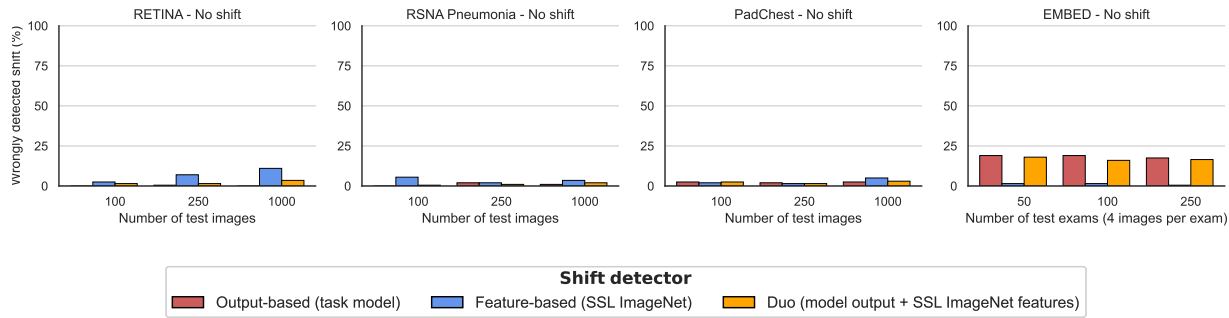 RETINA - No shift
RSNA Pneumonia - No shift
PadChest - No shift
EMBED - No shift
Wrongly detected shift (%)
100
75
50
25
0
100
250
1000
Number of test images
100
75
50
25
0
100
250
1000
Number of test images
100
75
50
25
0
100
250
1000
Number of test images
100
75
50
25
0
50
100
250
Number of test exams (4 images per exam)
Shift detector
Output-based (task model)
Feature-based (SSL ImageNet)
Duo (model output + SSL ImageNet features)